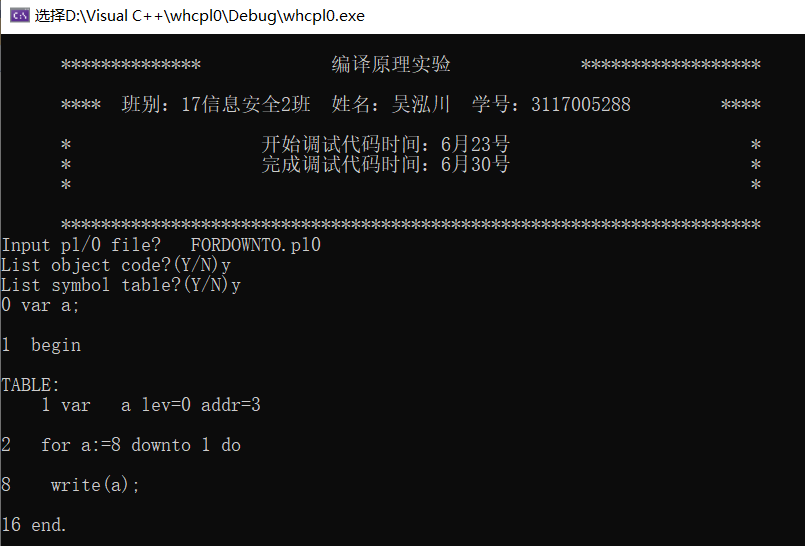 选择D:\Visual C++\whcpl0\Debug\whcpl0.exe
************** 编译原理实验 ******************
**** 班别：17信息安全2班 姓名：吴泓川 学号：3117005288 ****
* 开始调试代码时间：6月23号 *
* 完成调试代码时间：6月30号 *
* *
**********************************************************************
Input pl/0 file? FORDOWNTO.pl0
List object code?(Y/N)y
List symbol table?(Y/N)y
0 var a;
1 begin
TABLE:
1 var a lev=0 addr=3
2 for a:=8 downto 1 do
8 write(a);
16 end.